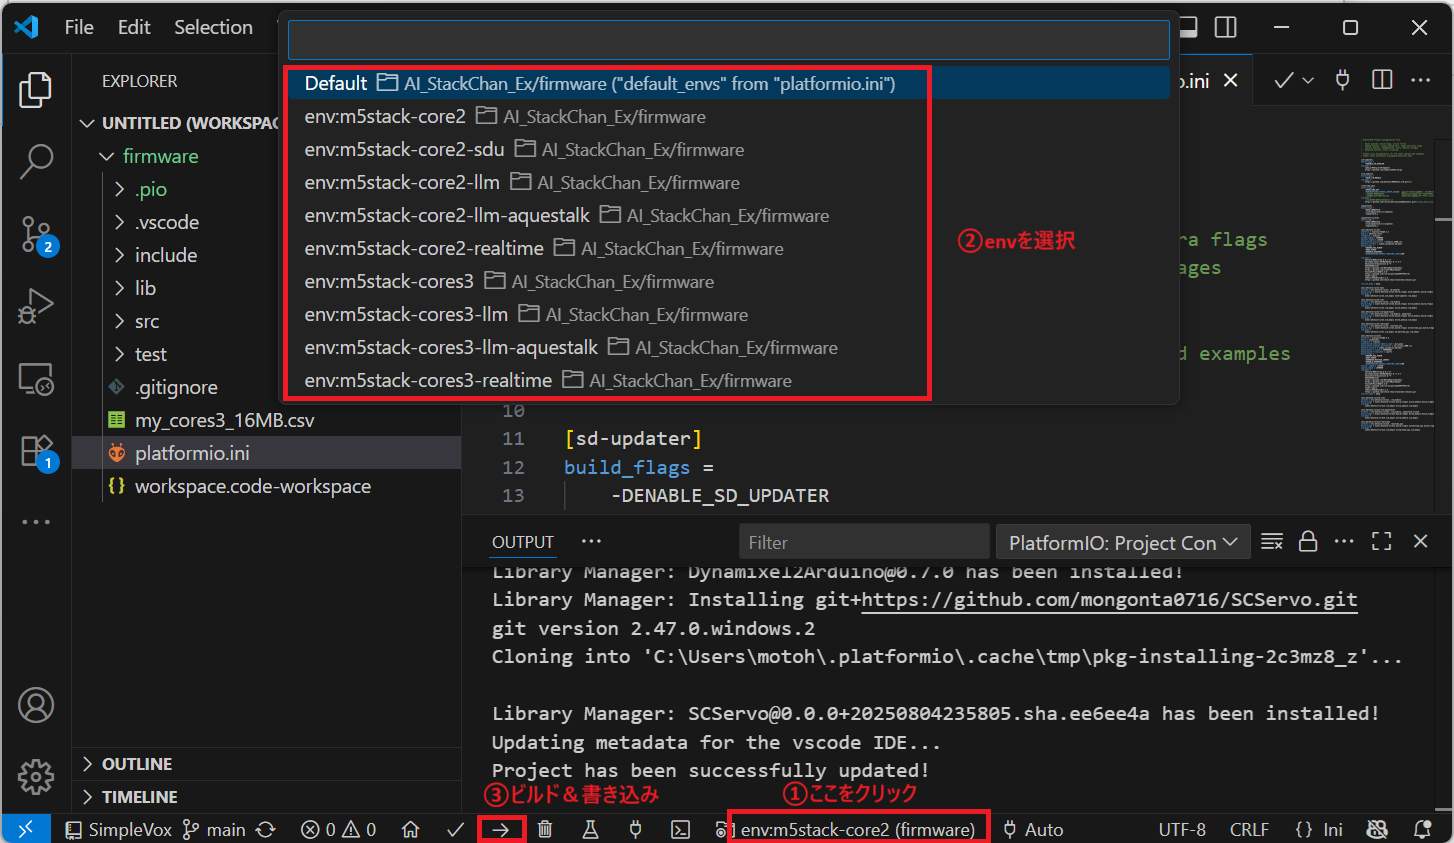 File Edit Selection
EXPLORER
UNTITLED (WORKSPAC
firmware
.pio
.vscode
include
lib
src
test
.gitignore
my_cores3_16MB.csv
platformio.ini
workspace.code-workspace
OUTLINE
TIMELINE
2
1
Default AI_StackChan_Ex/firmware ("default_envs" from "platformio.ini")
env:m5stack-core2 AI_StackChan_Ex/firmware
env:m5stack-core2-sdu AI_StackChan_Ex/firmware
env:m5stack-core2-llm AI_StackChan_Ex/firmware
env:m5stack-core2-llm-aquestalk AI_StackChan_Ex/firmware
env:m5stack-core2-realtime AI_StackChan_Ex/firmware
env:m5stack-cores3 AI_StackChan_Ex/firmware
env:m5stack-cores3-llm AI_StackChan_Ex/firmware
env:m5stack-cores3-llm-aquestalk AI_StackChan_Ex/firmware
env:m5stack-cores3-realtime AI_StackChan_Ex/firmware
②envを選択
o.ini
ra flags
ages
d examples
10
11 [sd-updater]
12 build_flags =
13 -DENABLE_SD_UPDATER
OUTPUT Filter PlatformIO: Project Con
Library Manager: Dynamixel2Arduino@0.7.0 has been installed!
Library Manager: Installing git+https://github.com/mongonta0716/SCServo.git
git version 2.47.0.windows.2
Cloning into 'C:\Users\motoh\.platformio\.cache\tmp\pkg-installing-2c3mz8_z'...
Library Manager: SCServo@0.0.0+20250804235805.sha.ee6ee4a has been installed!
Updating metadata for the vscode IDE...
Project has been successfully updated!
③ビルド＆書き込み ①ここをクリック
SimpleVox main 0 0 env:m5stack-core2 (firmware) Auto UTF-8 CRLF {} Ini